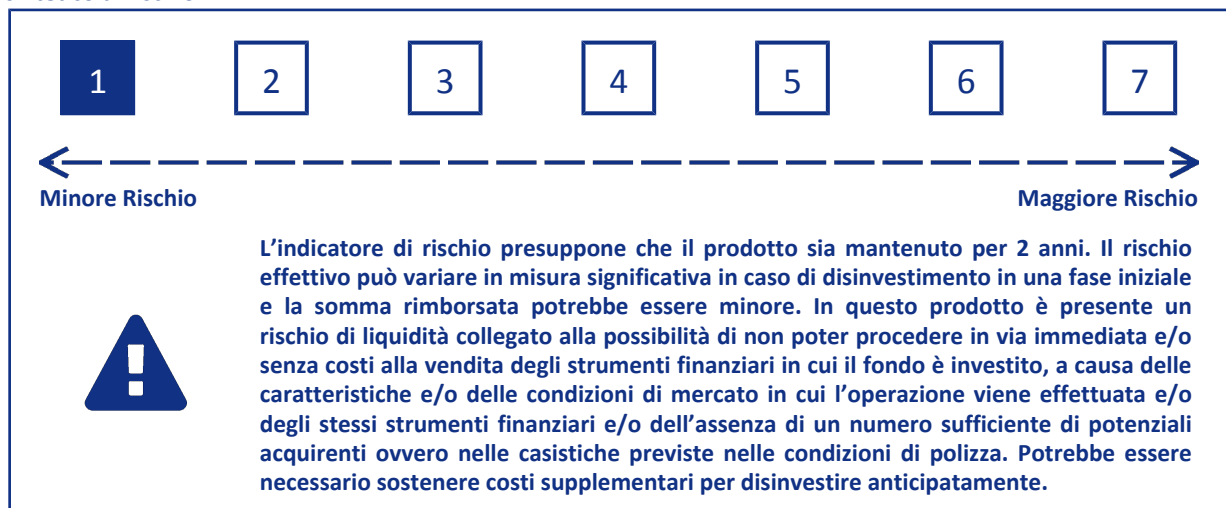 1 2 3 4 5 6 7
Minore Rischio Maggiore Rischio
L’indicatore di rischio presuppone che il prodotto sia mantenuto per 2 anni. Il rischio
effettivo può variare in misura significativa in caso di disinvestimento in una fase iniziale
e la somma rimborsata potrebbe essere minore. In questo prodotto è presente un
rischio di liquidità collegato alla possibilità di non poter procedere in via immediata e/o
senza costi alla vendita degli strumenti finanziari in cui il fondo è investito, a causa delle
caratteristiche e/o delle condizioni di mercato in cui l’operazione viene effettuata e/o
degli stessi strumenti finanziari e/o dell’assenza di un numero sufficiente di potenziali
acquirenti ovvero nelle casistiche previste nelle condizioni di polizza. Potrebbe essere
necessario sostenere costi supplementari per disinvestire anticipatamente.